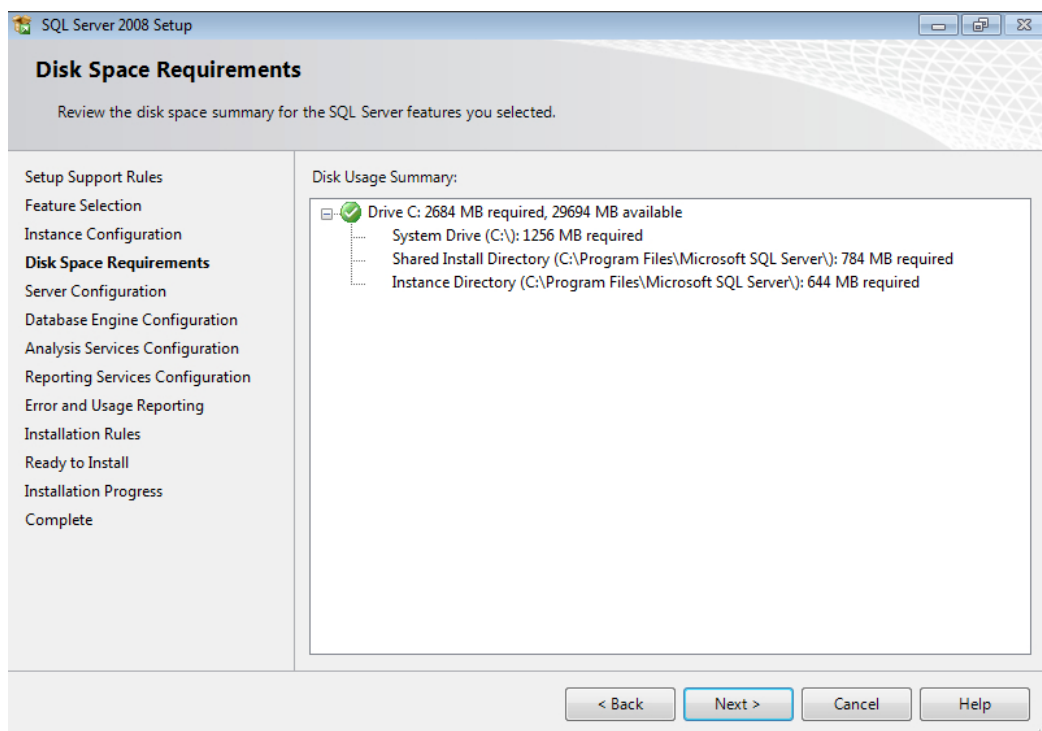 SQL Server 2008 Setup
Disk Space Requirements
Review the disk space summary for the SQL Server features you selected.
Setup Support Rules
Feature Selection
Instance Configuration
Disk Space Requirements
Server Configuration
Database Engine Configuration
Analysis Services Configuration
Reporting Services Configuration
Error and Usage Reporting
Installation Rules
Ready to Install
Installation Progress
Complete
Disk Usage Summary:
Drive C: 2684 MB required, 29694 MB available
System Drive (C:\): 1256 MB required
Shared Install Directory (C:\Program Files\Microsoft SQL Server\): 784 MB required
Instance Directory (C:\Program Files\Microsoft SQL Server\): 644 MB required
< Back
Next >
Cancel
Help